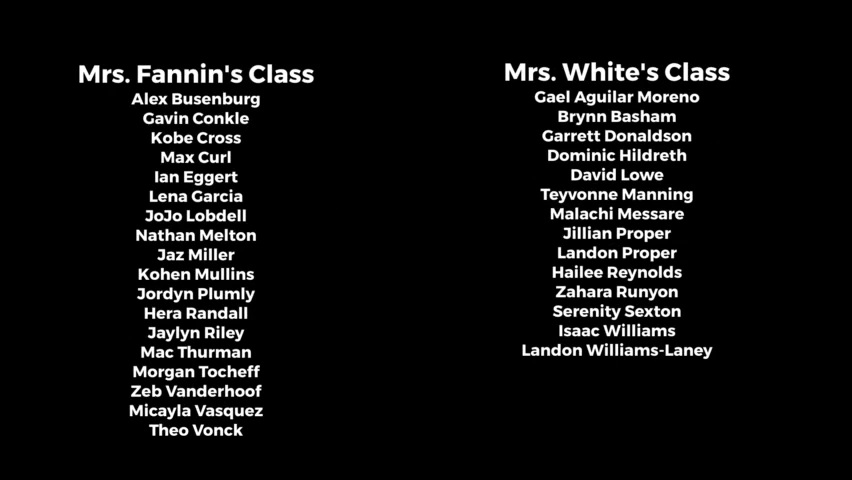 Mrs. Fannin's Class
Alex Busenburg
Gavin Conkle
Kobe Cross
Max Curl
Ian Eggert
Lena Garcia
JoJo Lobdell
Nathan Melton
Jaz Miller
Kohen Mullins
Jordyn Plumly
Hera Randall
Jaylyn Riley
Mac Thurman
Morgan Tocheff
Zeb Vanderhoof
Micayla Vasquez
Theo Vonck
Mrs. White's Class
Gael Aguilar Moreno
Brynn Basham
Garrett Donaldson
Dominic Hildreth
David Lowe
Teyvonne Manning
Malachi Messare
Jillian Proper
Landon Proper
Hailee Reynolds
Zahara Runyon
Serenity Sexton
Isaac Williams
Landon Williams-Laney